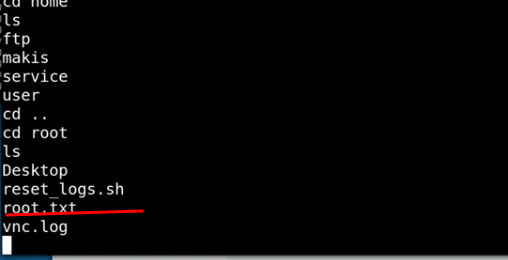 cd home
ls
ftp
makis
service
user
cd ..
cd root
ls
Desktop
reset_logs.sh
root.txt
vnc.log